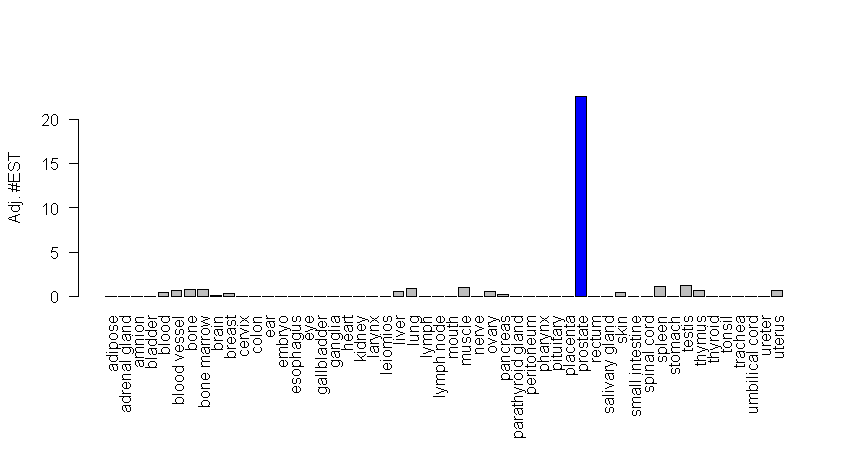 Adj. #EST
20
15
10
5
0
adipose
adrenal gland
amnion
bladder
blood
blood vessel
bone
bone marrow
brain
breast
cervix
colon
ear
embryo
esophagus
eye
gallbladder
ganglia
heart
kidney
larynx
leiomios
liver
lung
lymph
lymph node
mouth
muscle
nerve
ovary
pancreas
parathyroid gland
peritoneum
pharynx
pituitary
placenta
prostate
rectum
salivary gland
skin
small intestine
spinal cord
spleen
stomach
testis
thymus
thyroid
tonsil
trachea
umbilical cord
ureter
uterus